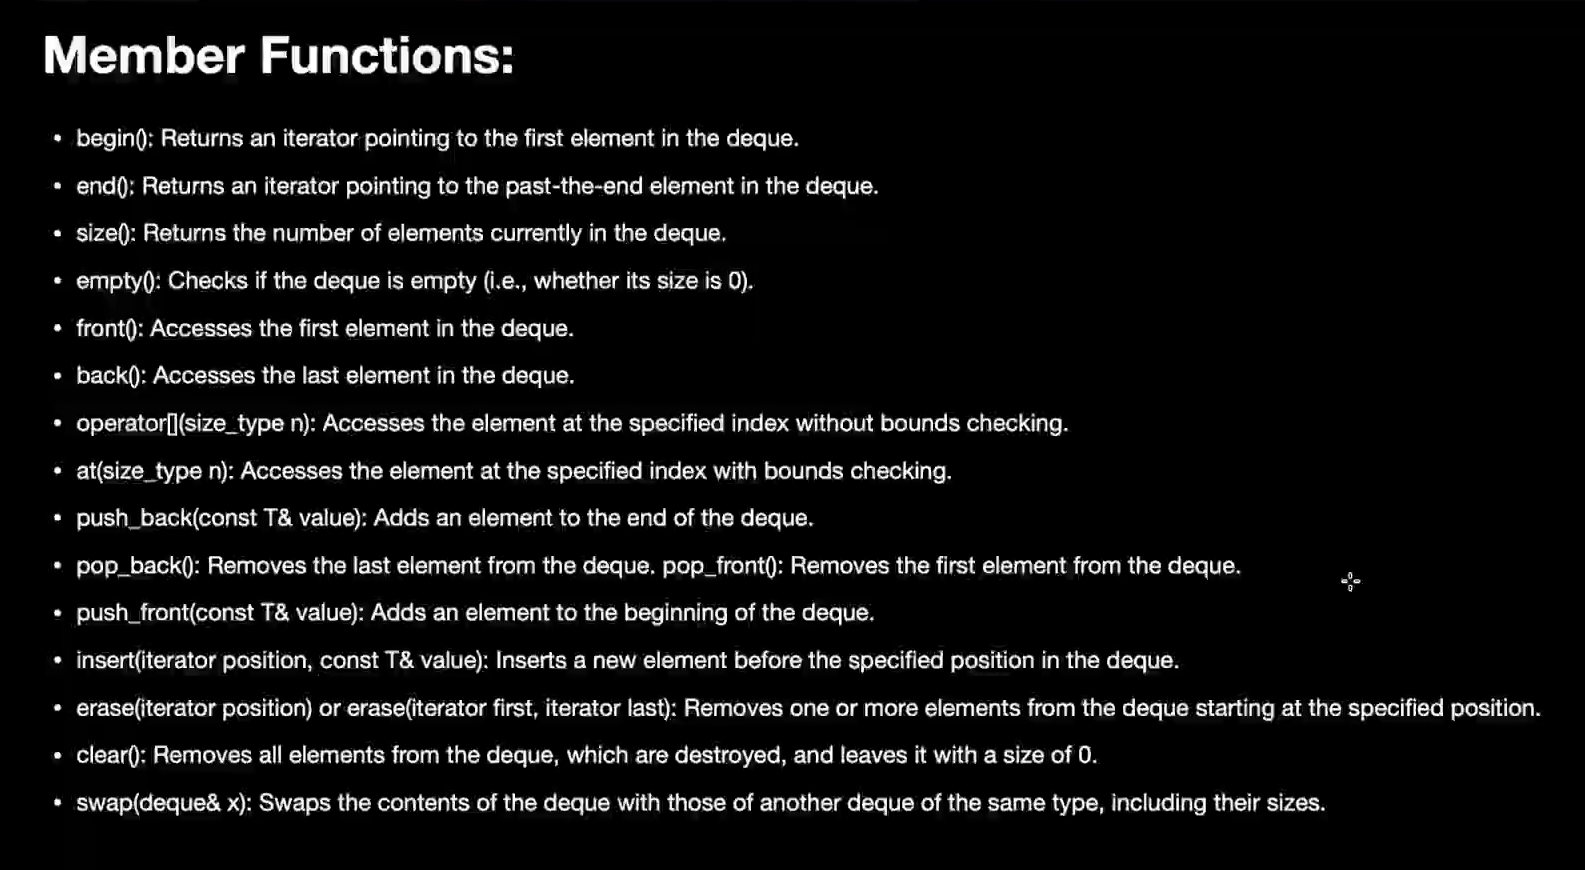 Member Functions:
• begin(): Returns an iterator pointing to the first element in the deque.
• end(): Returns an iterator pointing to the past-the-end element in the deque.
• size(): Returns the number of elements currently in the deque.
• empty(): Checks if the deque is empty (i.e., whether its size is 0).
• front(): Accesses the first element in the deque.
• back(): Accesses the last element in the deque.
• operator[](size_type n): Accesses the element at the specified index without bounds checking.
• at(size_type n): Accesses the element at the specified index with bounds checking.
• push_back(const T& value): Adds an element to the end of the deque.
• pop_back(): Removes the last element from the deque. pop_front(): Removes the first element from the deque.
• push_front(const T& value): Adds an element to the beginning of the deque.
• insert(iterator position, const T& value): Inserts a new element before the specified position in the deque.
• erase(iterator position) or erase(iterator first, iterator last): Removes one or more elements from the deque starting at the specified position.
• clear(): Removes all elements from the deque, which are destroyed, and leaves it with a size of 0.
• swap(deque& x): Swaps the contents of the deque with those of another deque of the same type, including their sizes.